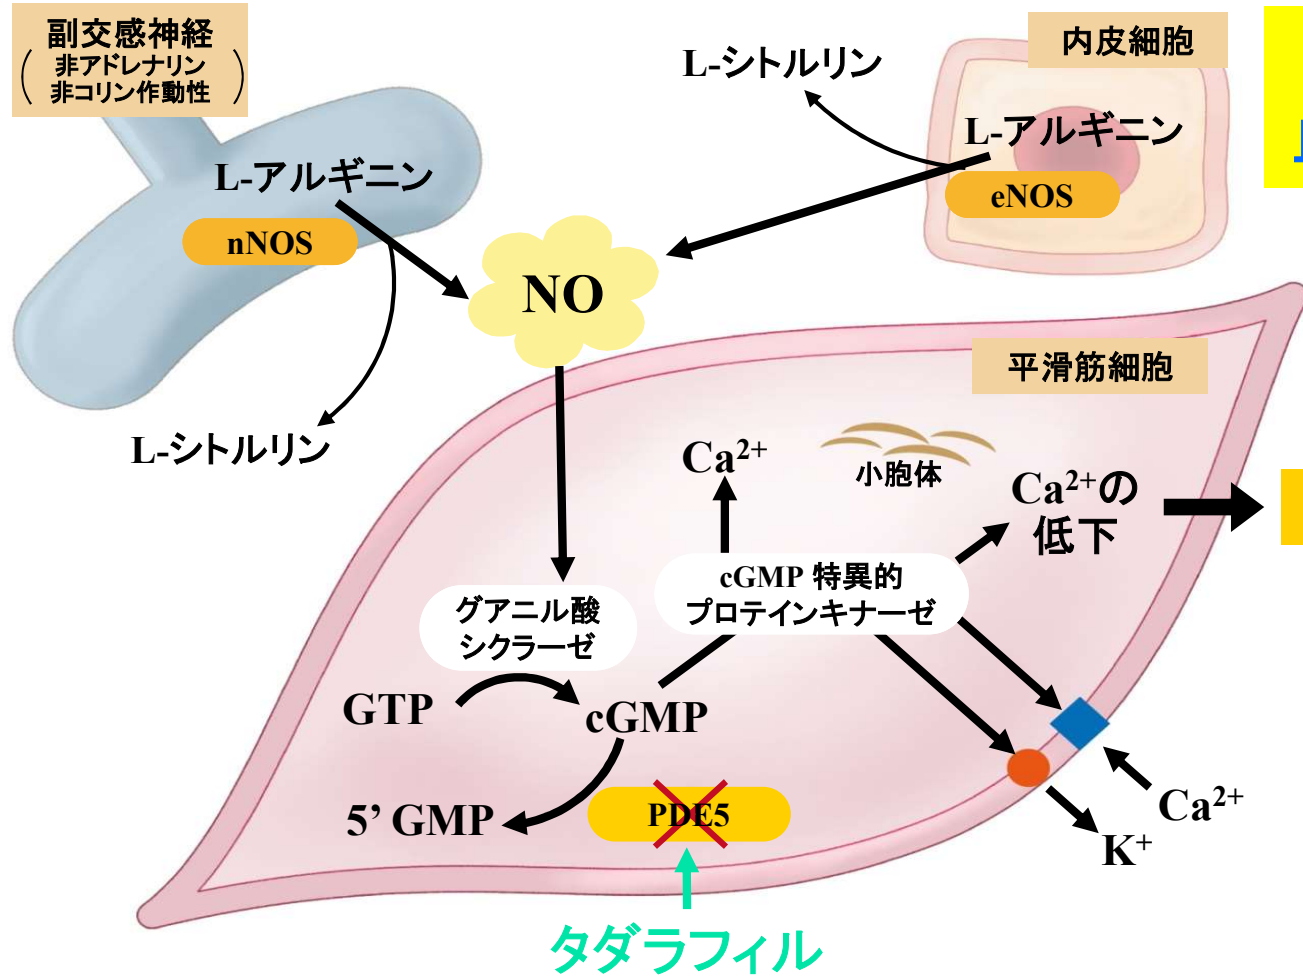 副交感神経
(非アドレナリン
非コリン作動性)
内皮細胞
L-シトルリン
L-アルギニン
eNOS
L-アルギニン
nNOS
NO
L-シトルリン
平滑筋細胞
小胞体
Ca²⁺
Ca²⁺の
低下
cGMP 特異的
プロテインキナーゼ
グアニル酸
シクラーゼ
GTP
cGMP
5’ GMP
PDE5
Ca²⁺
K⁺
タダラフィル